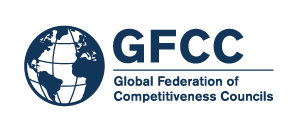 GFCC
Global Federation of
Competitiveness Councils